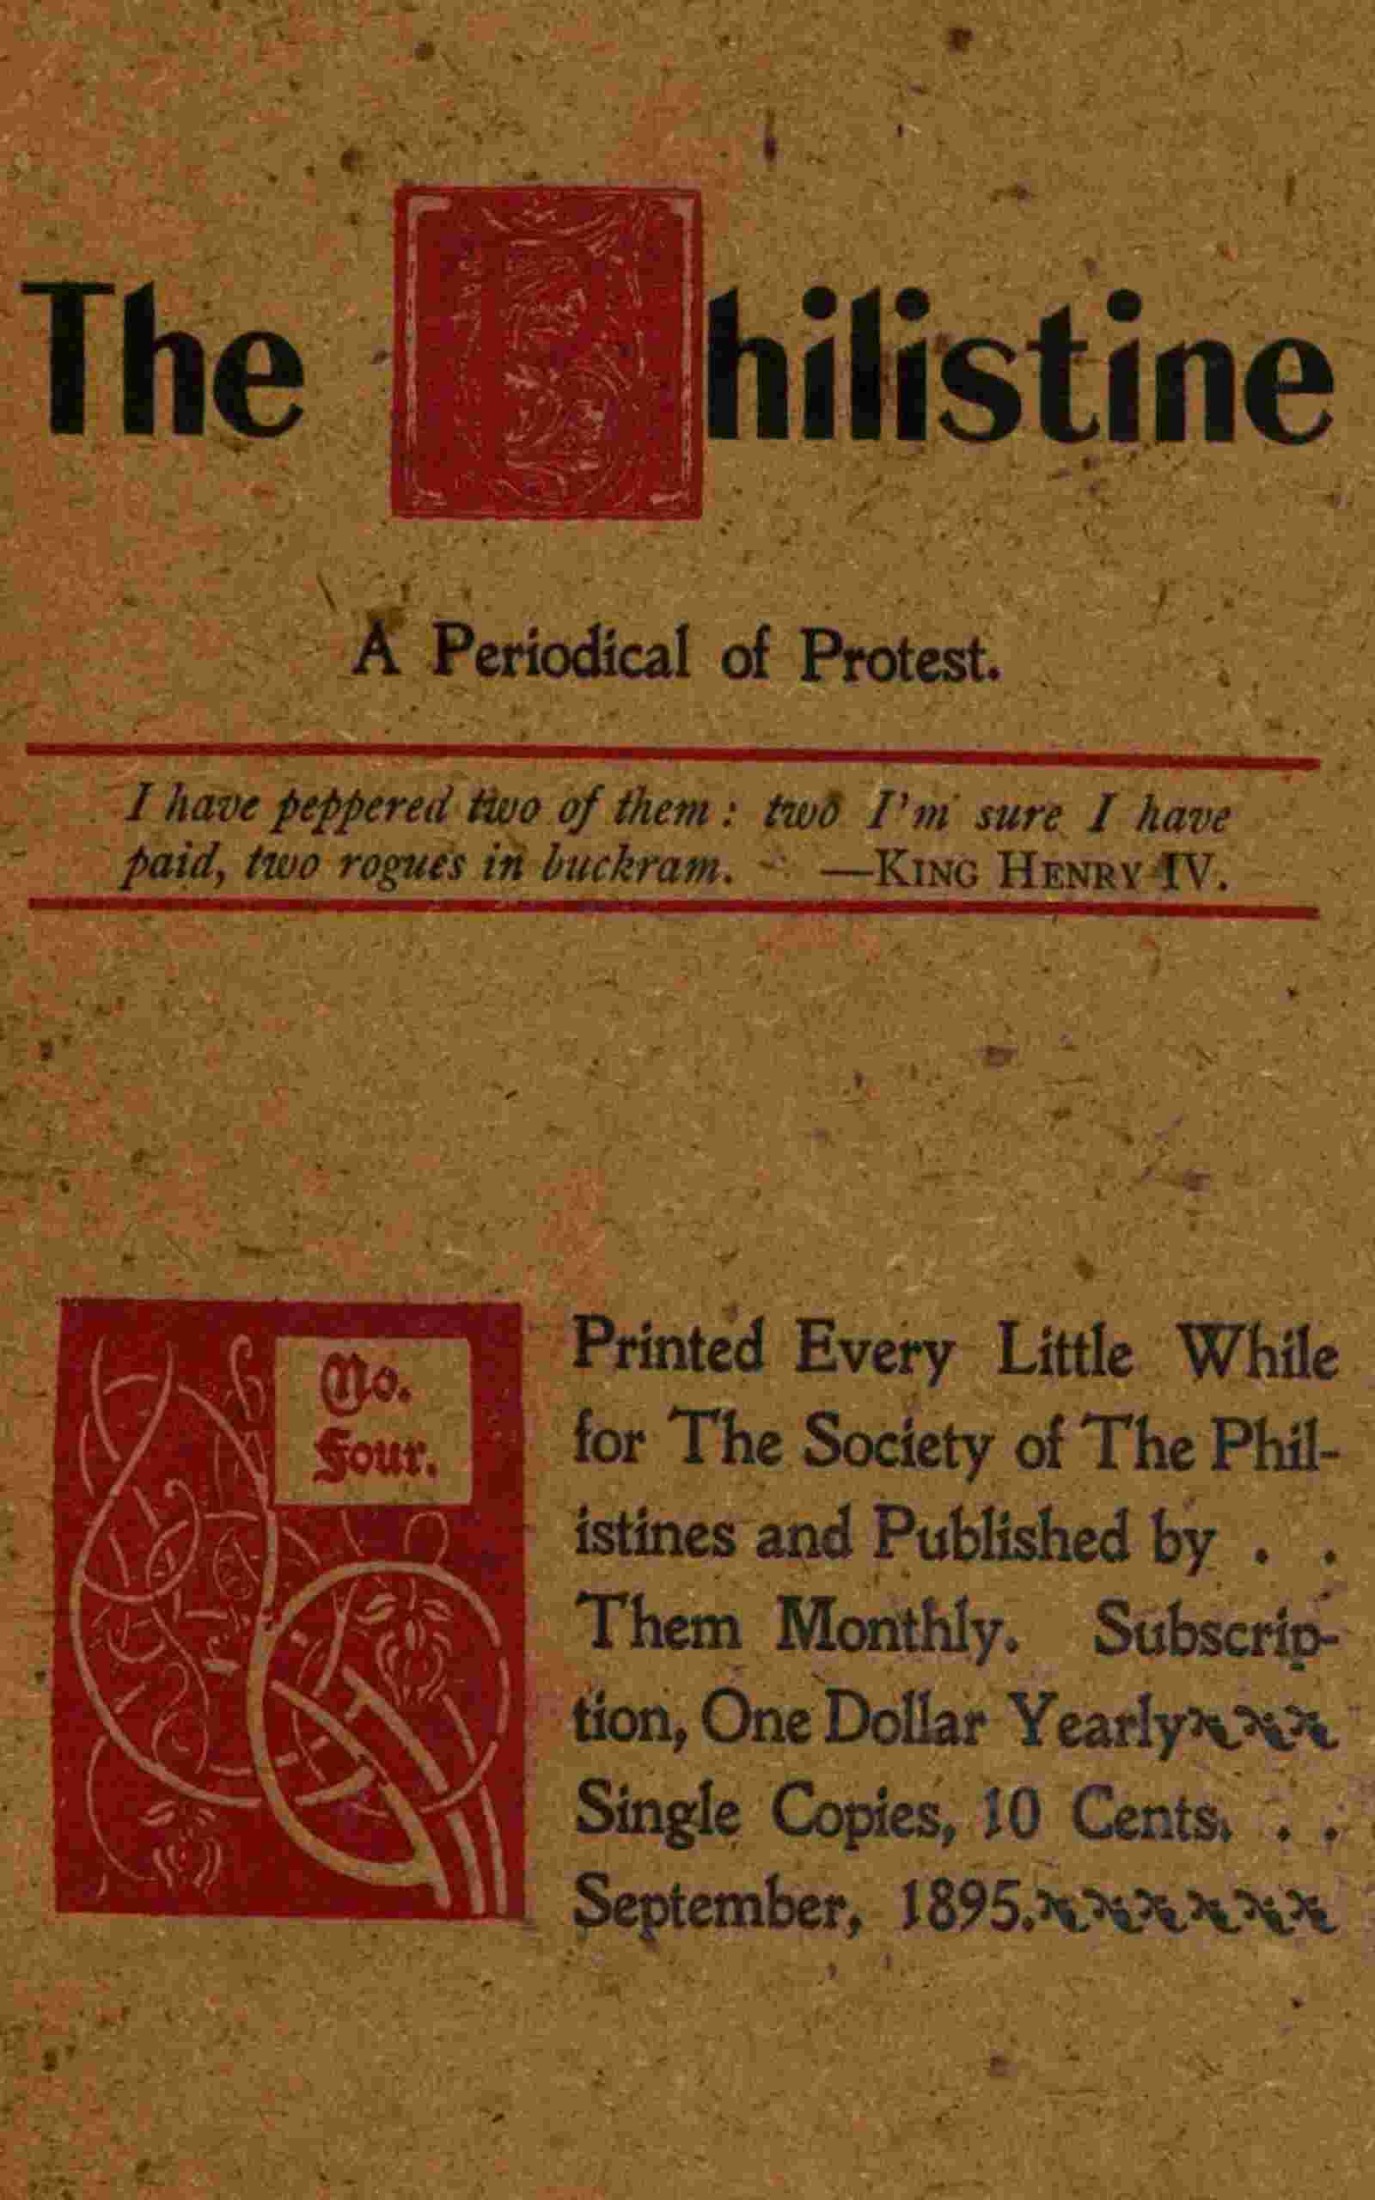 The Philistine
A Periodical of Protest.
I have peppered two of them: two I'm sure I have
paid, two rogues in buckram. —KING HENRY IV.
No.
Four.
Printed Every Little While
for The Society of The Phil-
istines and Published by . .
Them Monthly. Subscrip-
tion, One Dollar Yearly
Single Copies, 10 Cents. . .
September, 1895.